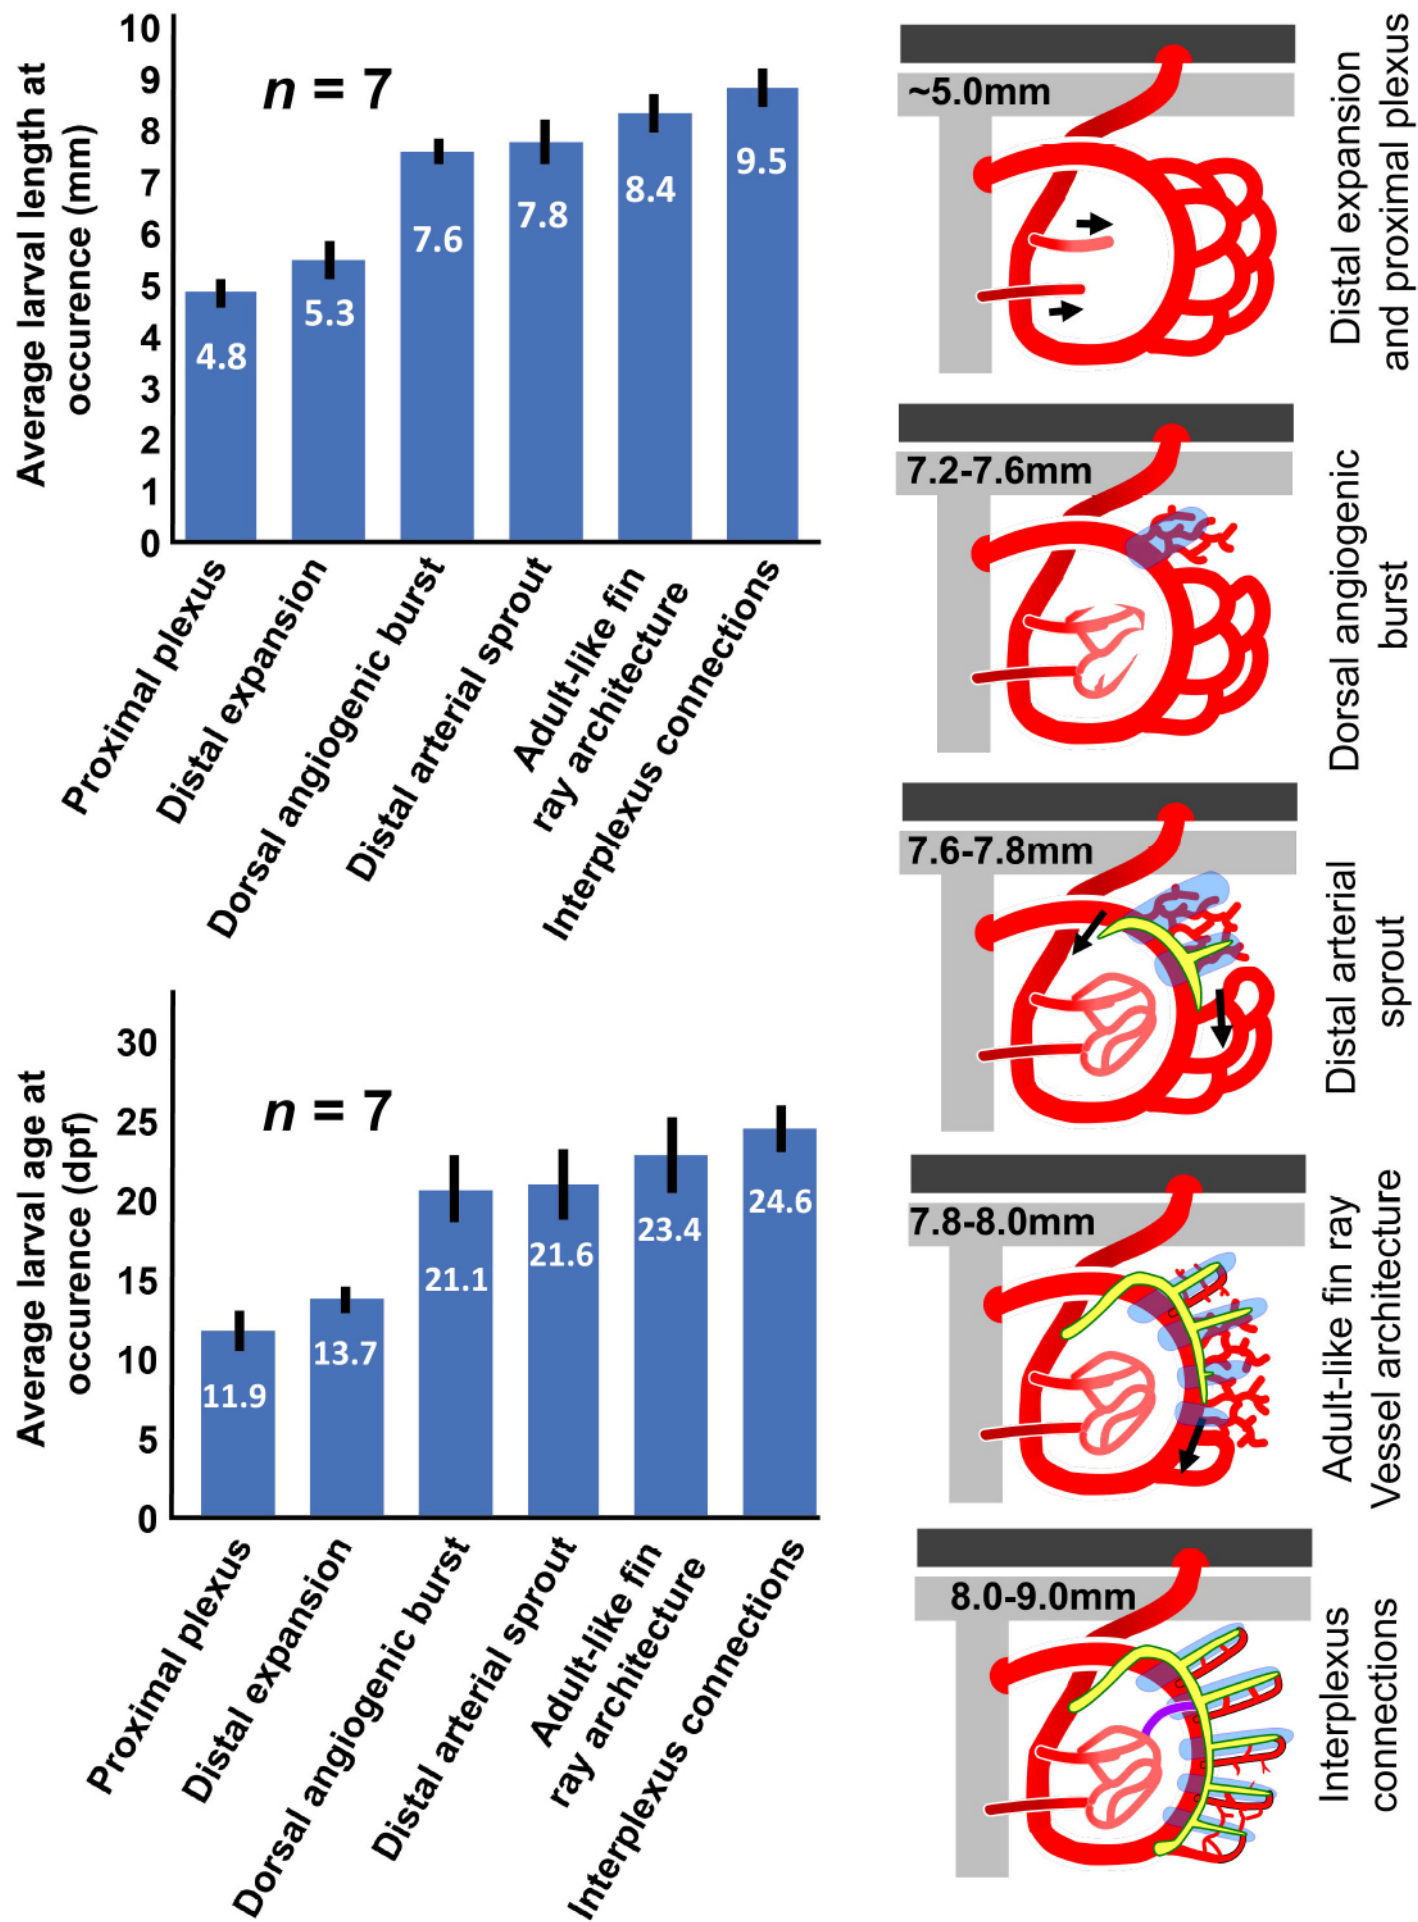 Average larval length at
occurence (mm)
10
9
8
7
6
5
4
3
2
1
0
n = 7
4.8
5.3
7.6
7.8
8.4
9.5
Proximal plexus
Distal expansion
Dorsal angiogenic burst
Distal arterial sprout
Adult-like fin
ray architecture
Interplexus connections
Average larval age at
occurence (dpf)
30
25
20
15
10
5
0
n = 7
11.9
13.7
21.1
21.6
23.4
24.6
Proximal plexus
Distal expansion
Dorsal angiogenic burst
Distal arterial sprout
Adult-like fin
ray architecture
Interplexus connections
~5.0mm
Distal expansion
and proximal plexus
7.2-7.6mm
Dorsal angiogenic
burst
7.6-7.8mm
Distal arterial
sprout
7.8-8.0mm
Adult-like fin ray
Vessel architecture
8.0-9.0mm
Interplexus
connections